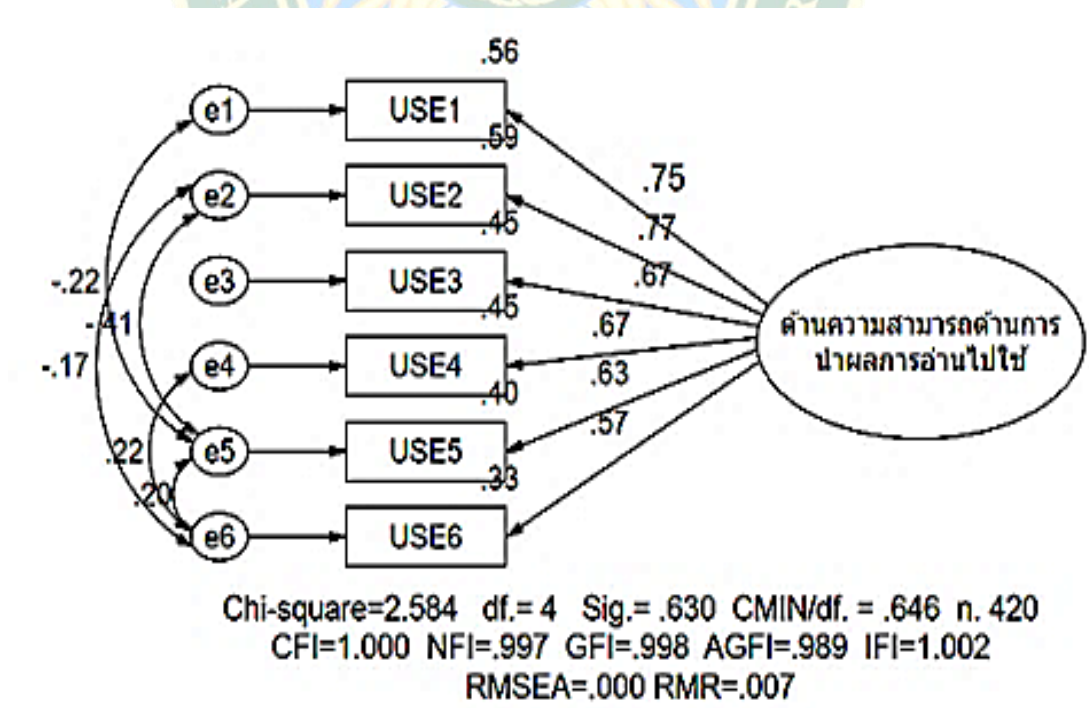 .56
e1 USE1
.59
.75
e2 USE2
.77
.45
.67
-.22 e3 USE3
.45
ด้านความสามารถด้านการ
นำผลการอ่านไปใช้
-.41 .67
-.17 e4 USE4
.63
.40
.57
.22 e5 USE5
.33
.20
e6 USE6
Chi-square=2.584 df.= 4 Sig.= .630 CMIN/df. = .646 n. 420
CFI=1.000 NFI=.997 GFI=.998 AGFI=.989 IFI=1.002
RMSEA=.000 RMR=.007